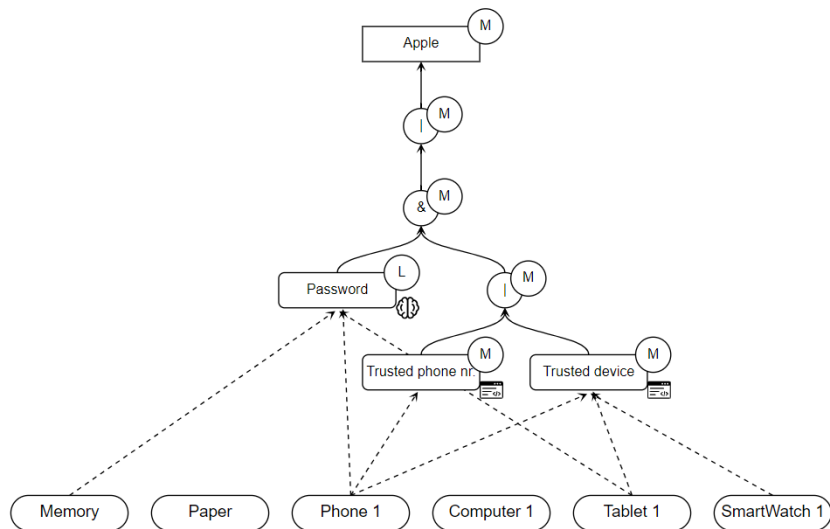 Apple
M
|
M
&
M
Password
L
|
M
Trusted phone nr.
M
Trusted device
M
Memory
Paper
Phone 1
Computer 1
Tablet 1
SmartWatch 1